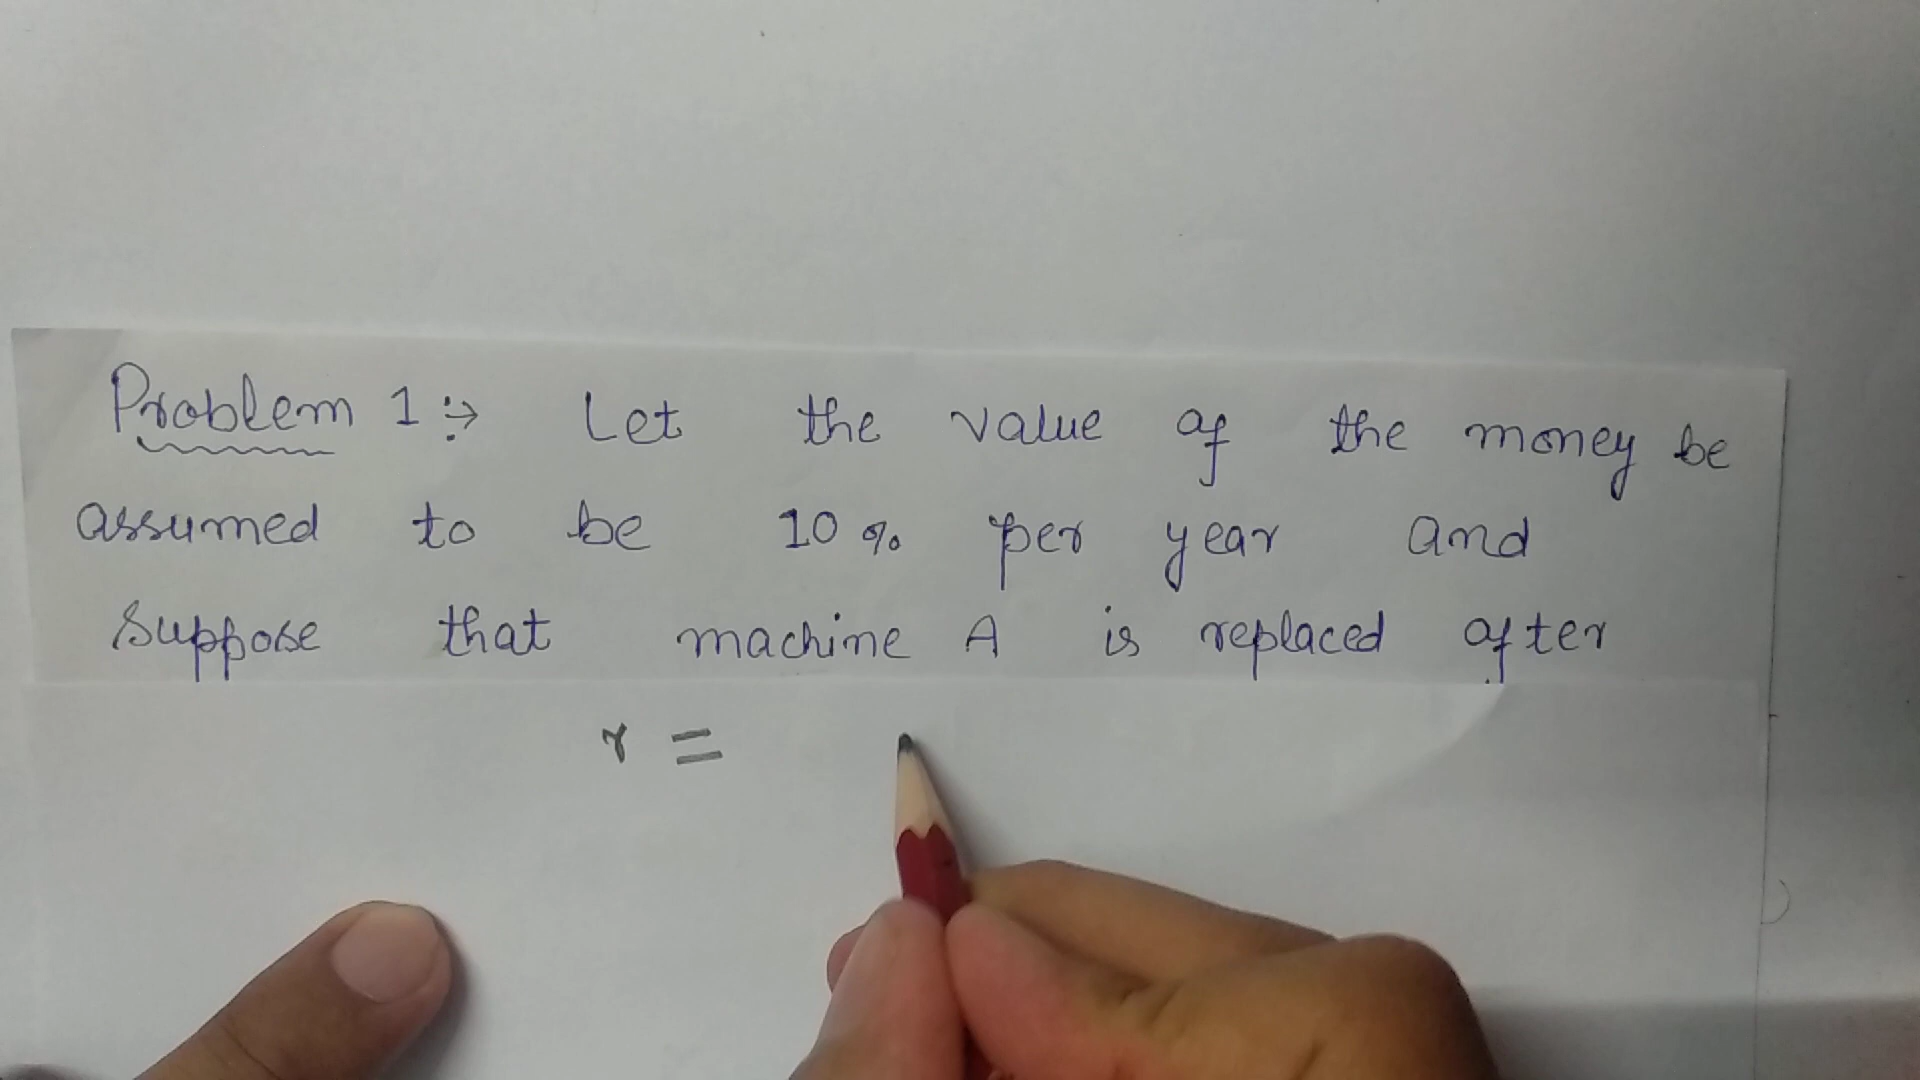 Problem 1 :→ Let the value of the money be
assumed to be 10 % per year and
suppose that machine A is replaced after
r =